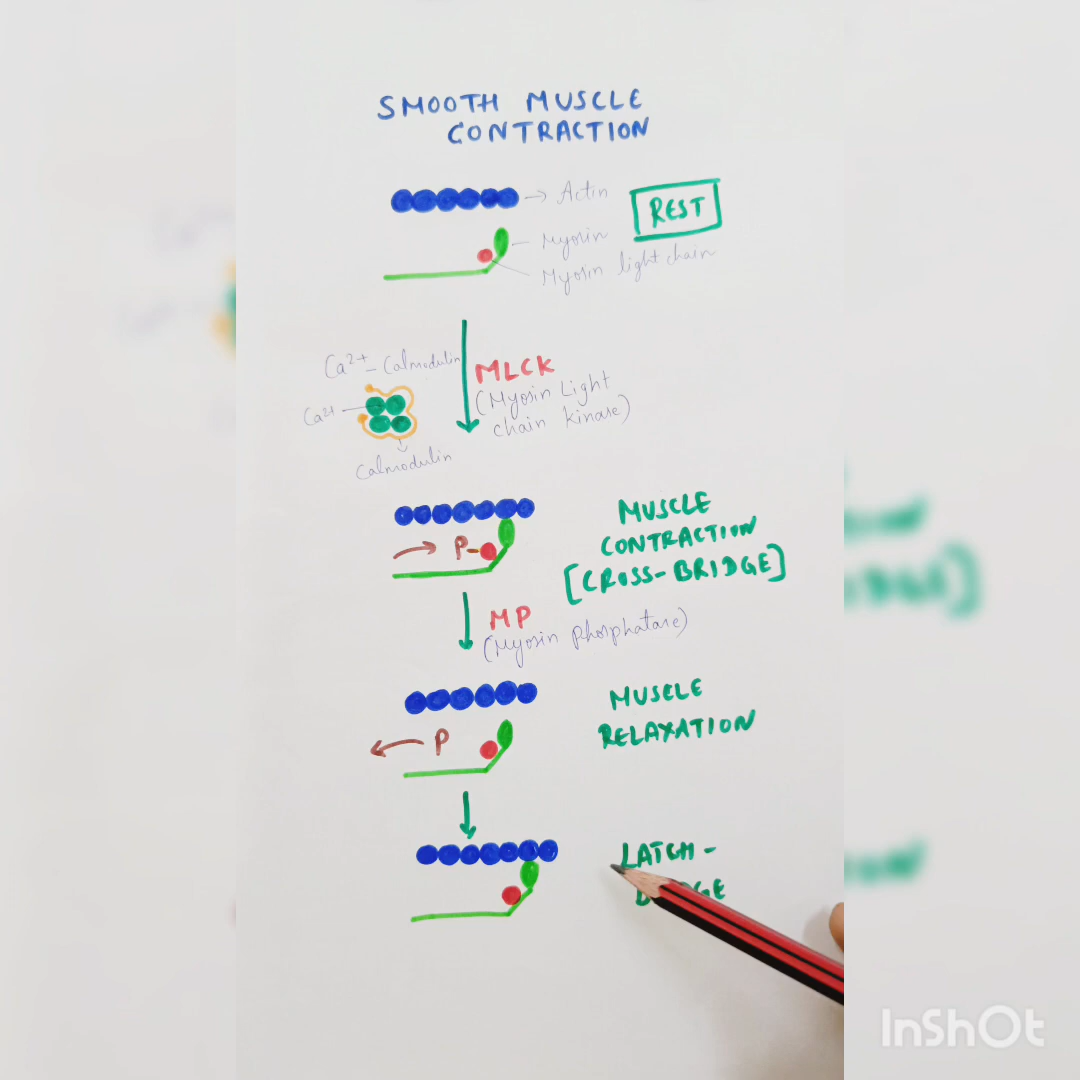 SMOOTH MUSCLE
CONTRACTION
Actin
REST
Myosin
Myosin light chain
Ca2+ - Calmodulin
MLCK
(Myosin Light
chain kinase)
Ca2+
Calmodulin
MUSCLE
CONTRACTION
[CROSS-BRIDGE]
P-
MP
(Myosin phosphatase)
MUSCLE
RELAXATION
P
LATCH-
InShOt